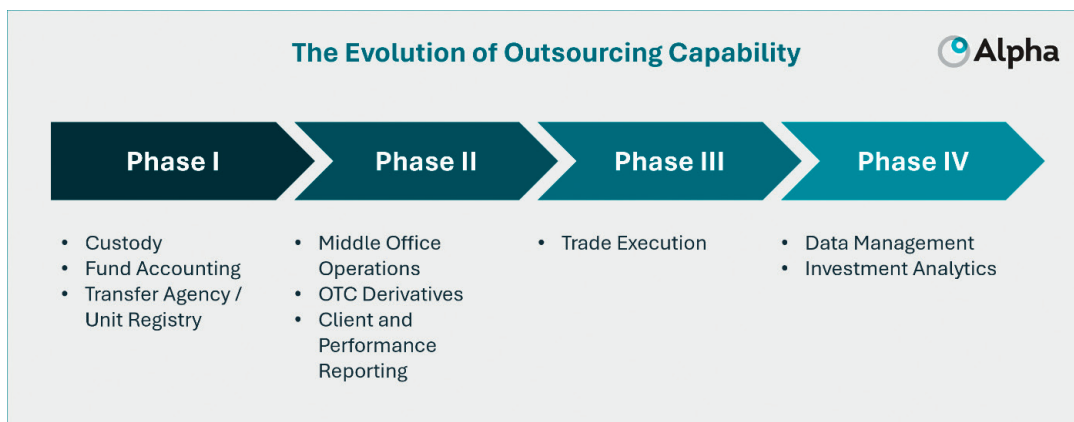 The Evolution of Outsourcing Capability
Alpha
Phase I
Phase II
Phase III
Phase IV
• Custody
• Fund Accounting
• Transfer Agency /
Unit Registry
• Middle Office
Operations
• OTC Derivatives
• Client and
Performance
Reporting
• Trade Execution
• Data Management
• Investment Analytics